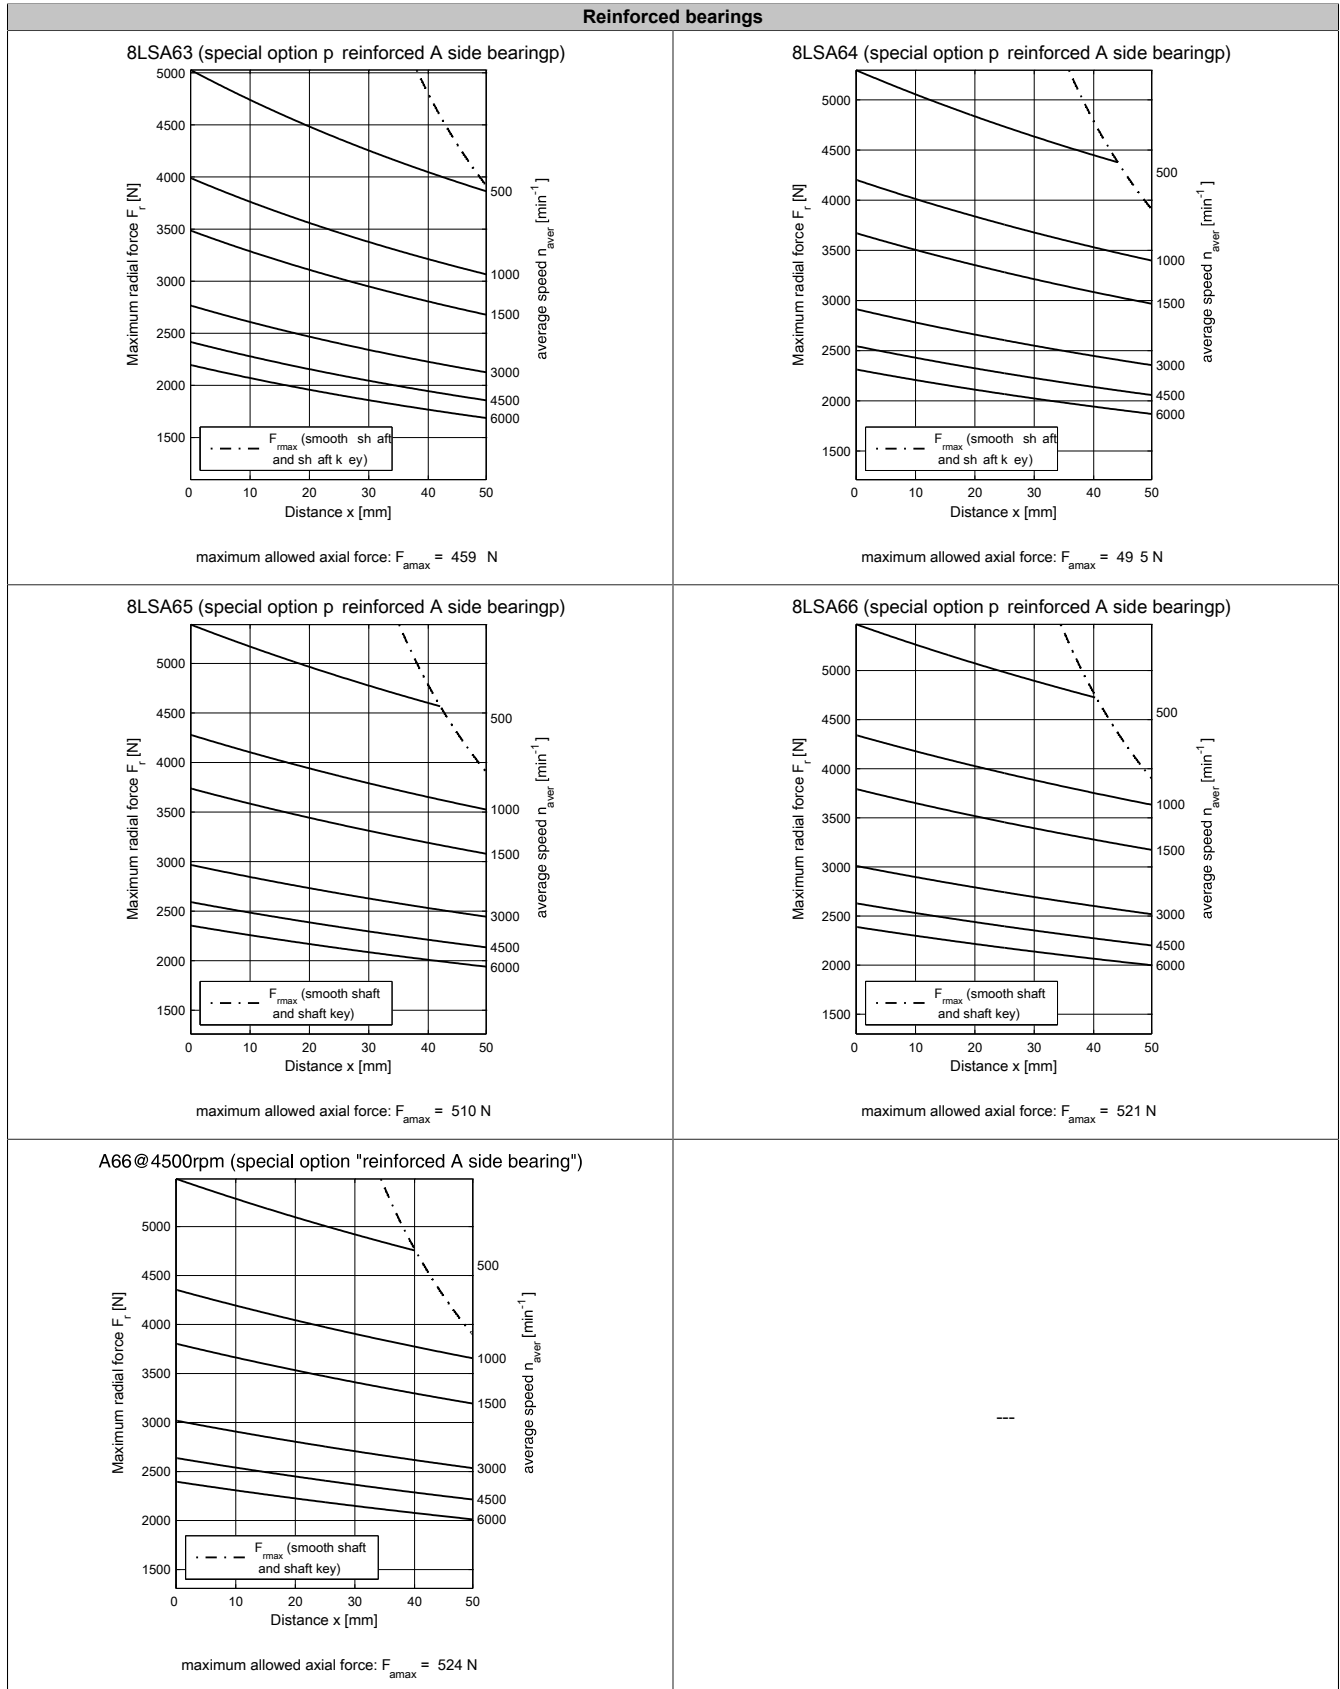 Reinforced bearings
8LSA63 (special option p reinforced A side bearingp)
5000
4500
4000
3500
3000
2500
2000
1500
Maximum radial force F_r [N]
500
1000
1500
3000
4500
6000
average speed n_aver [min^-1]
F_rmax (smooth sh aft
and sh aft k ey)
0 10 20 30 40 50
Distance x [mm]
maximum allowed axial force: F_amax = 459 N
8LSA64 (special option p reinforced A side bearingp)
5000
4500
4000
3500
3000
2500
2000
1500
Maximum radial force F_r [N]
500
1000
1500
3000
4500
6000
average speed n_aver [min^-1]
F_rmax (smooth sh aft
and sh aft k ey)
0 10 20 30 40 50
Distance x [mm]
maximum allowed axial force: F_amax = 49 5 N
8LSA65 (special option p reinforced A side bearingp)
5000
4500
4000
3500
3000
2500
2000
1500
Maximum radial force F_r [N]
500
1000
1500
3000
4500
6000
average speed n_aver [min^-1]
F_rmax (smooth shaft
and shaft key)
0 10 20 30 40 50
Distance x [mm]
maximum allowed axial force: F_amax = 510 N
8LSA66 (special option p reinforced A side bearingp)
5000
4500
4000
3500
3000
2500
2000
1500
Maximum radial force F_r [N]
500
1000
1500
3000
4500
6000
average speed n_aver [min^-1]
F_rmax (smooth shaft
and shaft key)
0 10 20 30 40 50
Distance x [mm]
maximum allowed axial force: F_amax = 521 N
A66@4500rpm (special option "reinforced A side bearing")
5000
4500
4000
3500
3000
2500
2000
1500
Maximum radial force F_r [N]
500
1000
1500
3000
4500
6000
average speed n_aver [min^-1]
F_rmax (smooth shaft
and shaft key)
0 10 20 30 40 50
Distance x [mm]
maximum allowed axial force: F_amax = 524 N
---